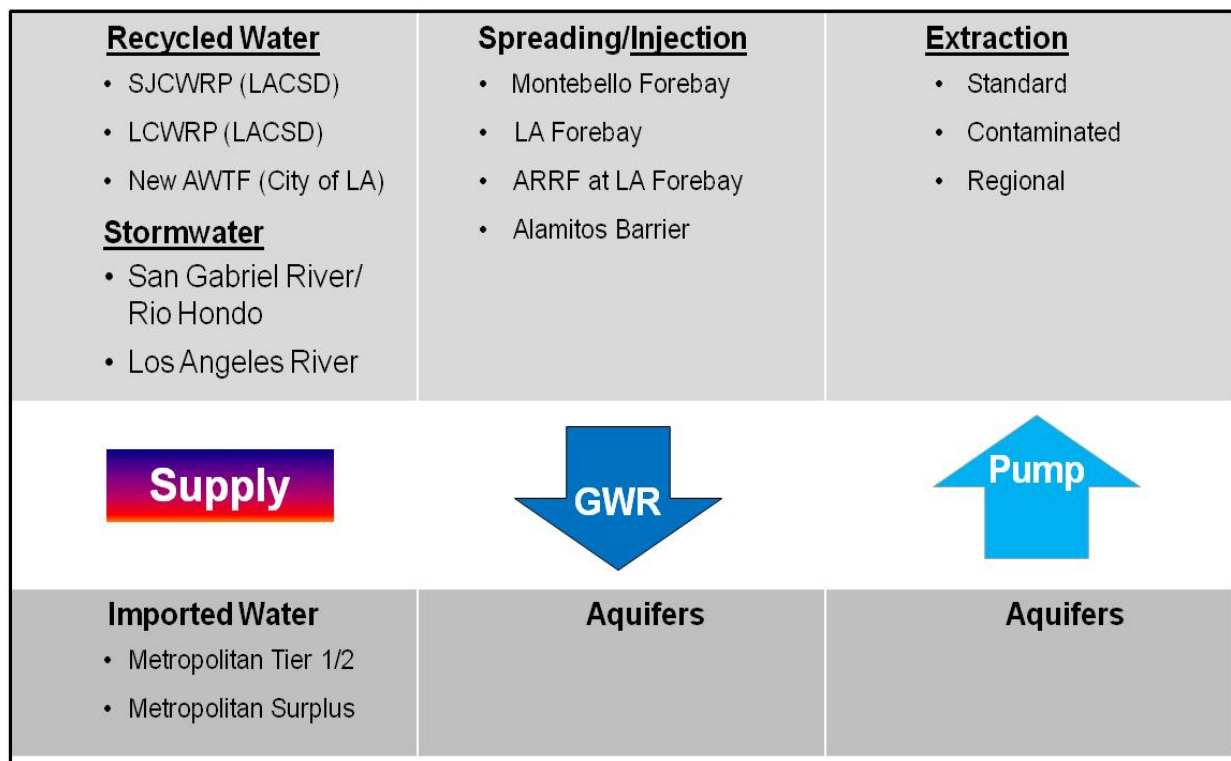 Recycled Water
• SJCWRP (LACSD)
• LCWRP (LACSD)
• New AWTF (City of LA)
Stormwater
• San Gabriel River/
Rio Hondo
• Los Angeles River
Spreading/Injection
• Montebello Forebay
• LA Forebay
• ARRF at LA Forebay
• Alamitos Barrier
Extraction
• Standard
• Contaminated
• Regional
Supply
GWR
Pump
Imported Water
• Metropolitan Tier 1/2
• Metropolitan Surplus
Aquifers
Aquifers